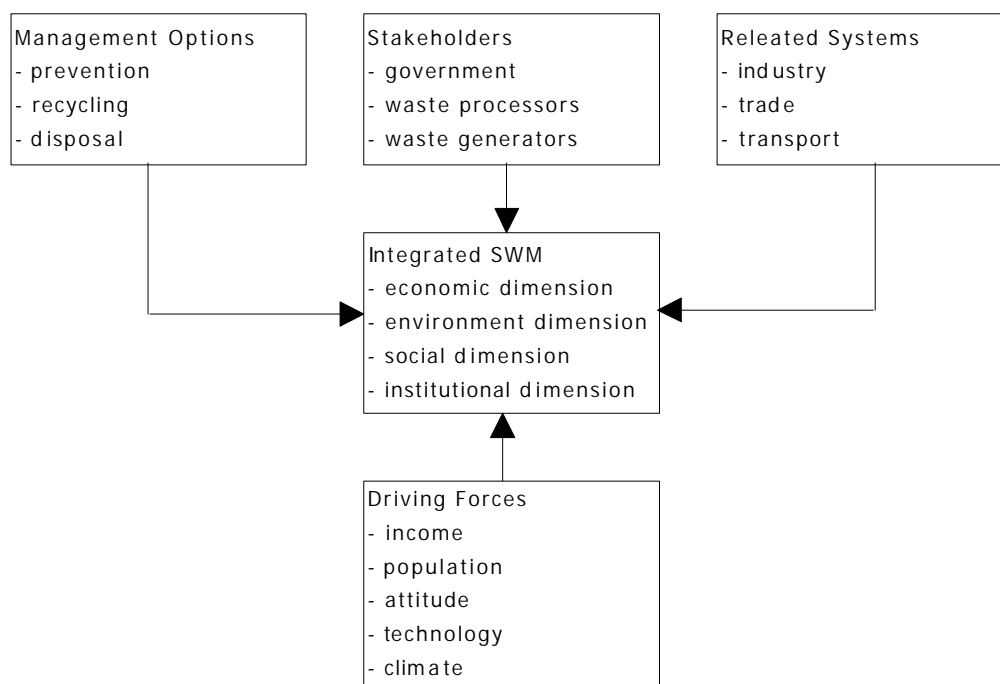 Management Options
- prevention
- recycling
- disposal
Stakeholders
- government
- waste processors
- waste generators
Releated Systems
- industry
- trade
- transport
Integrated SWM
- economic dimension
- environment dimension
- social dimension
- institutional dimension
Driving Forces
- income
- population
- attitude
- technology
- climate